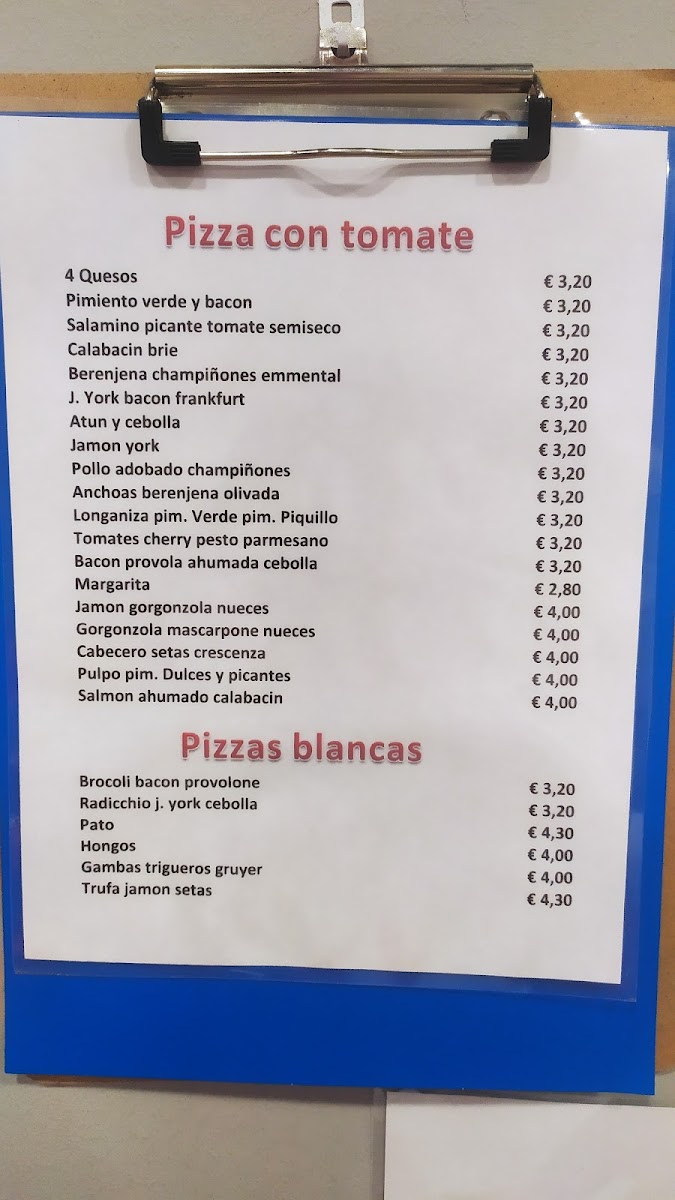 Pizza con tomate
4 Quesos € 3,20
Pimiento verde y bacon € 3,20
Salamino picante tomate semiseco € 3,20
Calabacin brie € 3,20
Berenjena champiñones emmental € 3,20
J. York bacon frankfurt € 3,20
Atun y cebolla € 3,20
Jamon york € 3,20
Pollo adobado champiñones € 3,20
Anchoas berenjena olivada € 3,20
Longaniza pim. Verde pim. Piquillo € 3,20
Tomates cherry pesto parmesano € 3,20
Bacon provola ahumada cebolla € 3,20
Margarita € 2,80
Jamon gorgonzola nueces € 4,00
Gorgonzola mascarpone nueces € 4,00
Cabecero setas crescenza € 4,00
Pulpo pim. Dulces y picantes € 4,00
Salmon ahumado calabacin € 4,00
Pizzas blancas
Brocoli bacon provolone € 3,20
Radicchio j. york cebolla € 3,20
Pato € 4,30
Hongos € 4,00
Gambas trigueros gruyer € 4,00
Trufa jamon setas € 4,30